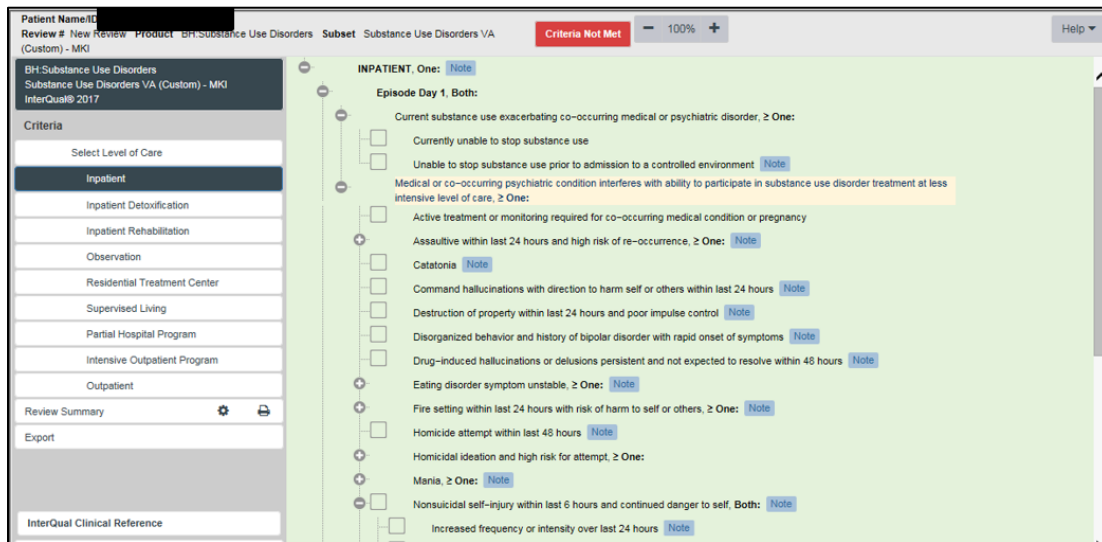 Patient Name/ID
Review # New Review Product BH:Substance Use Disorders Subset Substance Use Disorders VA
(Custom) - MKI
Criteria Not Met
100%
Help
BH:Substance Use Disorders
Substance Use Disorders VA (Custom) - MKI
InterQual® 2017
Criteria
Select Level of Care
Inpatient
Inpatient Detoxification
Inpatient Rehabilitation
Observation
Residential Treatment Center
Supervised Living
Partial Hospital Program
Intensive Outpatient Program
Outpatient
Review Summary
Export
InterQual Clinical Reference
INPATIENT, One: Note
Episode Day 1, Both:
Current substance use exacerbating co-occurring medical or psychiatric disorder, ≥ One:
Currently unable to stop substance use
Unable to stop substance use prior to admission to a controlled environment Note
Medical or co-occurring psychiatric condition interferes with ability to participate in substance use disorder treatment at less
intensive level of care, ≥ One:
Active treatment or monitoring required for co-occurring medical condition or pregnancy
Assaultive within last 24 hours and high risk of re-occurrence, ≥ One: Note
Catatonia Note
Command hallucinations with direction to harm self or others within last 24 hours Note
Destruction of property within last 24 hours and poor impulse control Note
Disorganized behavior and history of bipolar disorder with rapid onset of symptoms Note
Drug-induced hallucinations or delusions persistent and not expected to resolve within 48 hours Note
Eating disorder symptom unstable, ≥ One: Note
Fire setting within last 24 hours with risk of harm to self or others, ≥ One: Note
Homicide attempt within last 48 hours Note
Homicidal ideation and high risk for attempt, ≥ One:
Mania, ≥ One: Note
Nonsuicidal self-injury within last 6 hours and continued danger to self, Both: Note
Increased frequency or intensity over last 24 hours Note